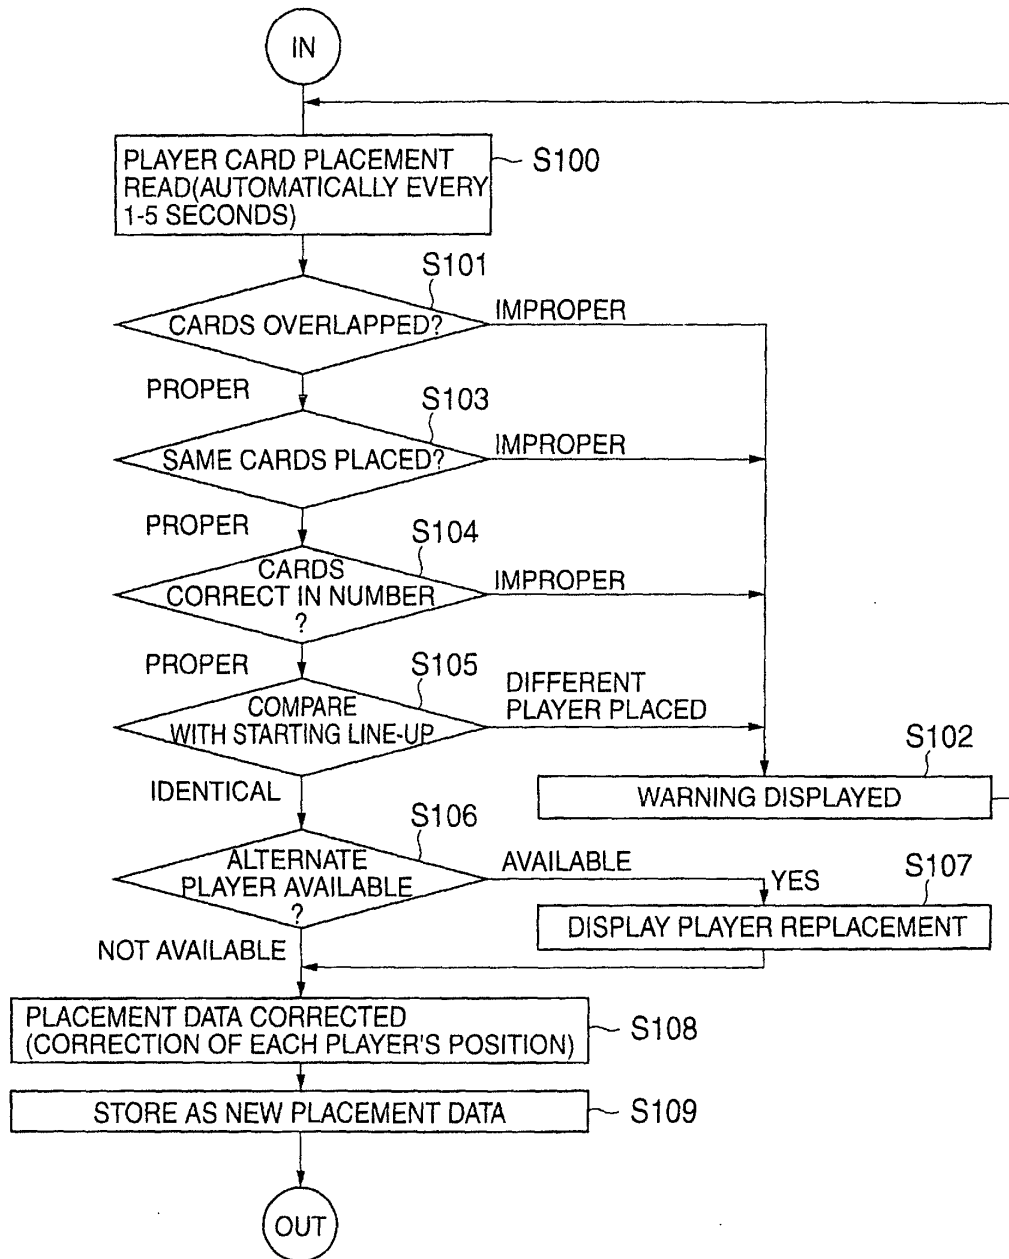 IN
PLAYER CARD PLACEMENT
READ(AUTOMATICALLY EVERY
1-5 SECONDS)
S100
S101
CARDS OVERLAPPED?
IMPROPER
PROPER
S103
SAME CARDS PLACED?
IMPROPER
PROPER
S104
CARDS
CORRECT IN NUMBER
?
IMPROPER
PROPER
S105
COMPARE
WITH STARTING LINE-UP
DIFFERENT
PLAYER PLACED
S102
WARNING DISPLAYED
IDENTICAL
S106
ALTERNATE
PLAYER AVAILABLE
?
AVAILABLE
YES
S107
DISPLAY PLAYER REPLACEMENT
NOT AVAILABLE
PLACEMENT DATA CORRECTED
(CORRECTION OF EACH PLAYER'S POSITION)
S108
STORE AS NEW PLACEMENT DATA
S109
OUT